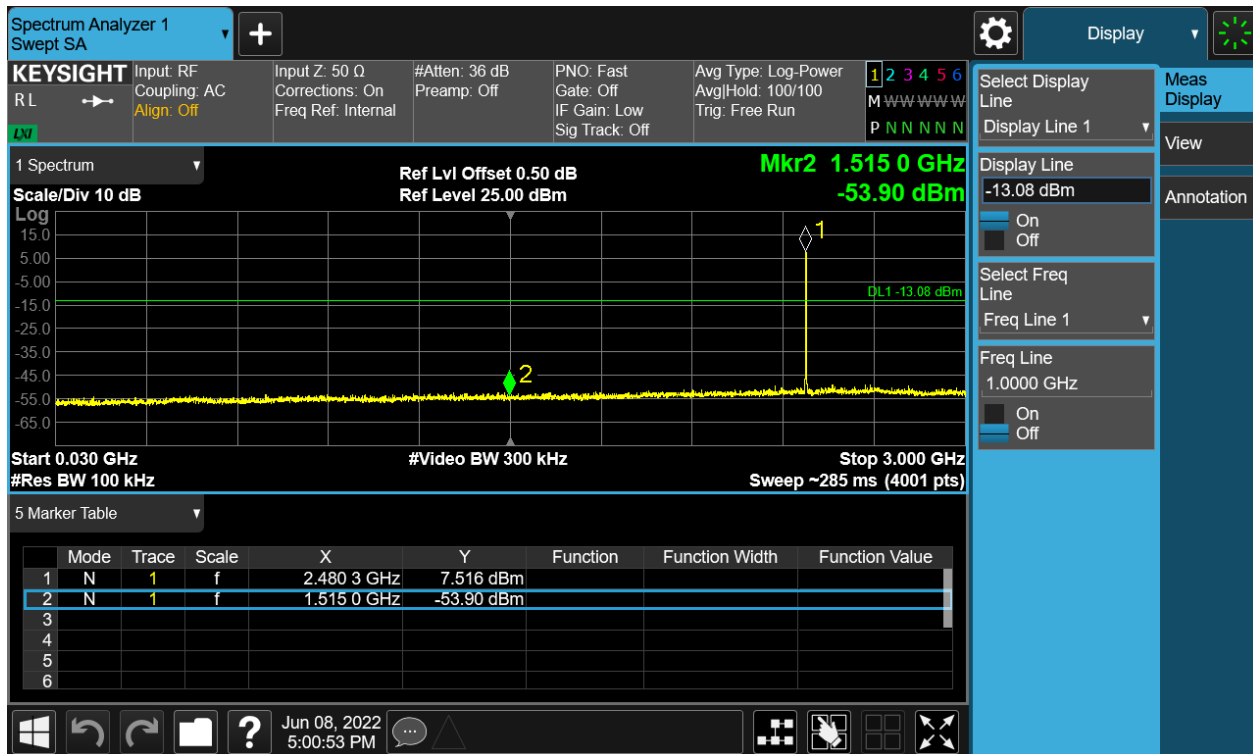 Spectrum Analyzer 1
Swept SA
+
Display
KEYSIGHT
R L
LXI
Input: RF
Coupling: AC
Align: Off
Input Z: 50 Ω
Corrections: On
Freq Ref: Internal
#Atten: 36 dB
Preamp: Off
PNO: Fast
Gate: Off
IF Gain: Low
Sig Track: Off
Avg Type: Log-Power
Avg|Hold: 100/100
Trig: Free Run
1 2 3 4 5 6
M W W W W W
P N N N N N
1 Spectrum
Scale/Div 10 dB
Ref Lvl Offset 0.50 dB
Ref Level 25.00 dBm
Mkr2 1.515 0 GHz
-53.90 dBm
Log
15.0
5.00
-5.00
-15.0
-25.0
-35.0
-45.0
-55.0
-65.0
1
DL1 -13.08 dBm
2
Start 0.030 GHz
#Video BW 300 kHz
Stop 3.000 GHz
#Res BW 100 kHz
Sweep ~285 ms (4001 pts)
5 Marker Table
Mode Trace Scale X Y Function Function Width Function Value
1 N 1 f 2.480 3 GHz 7.516 dBm
2 N 1 f 1.515 0 GHz -53.90 dBm
3
4
5
6
Select Display
Line
Display Line 1
Display Line
-13.08 dBm
On
Off
Select Freq
Line
Freq Line 1
Freq Line
1.0000 GHz
On
Off
Meas
Display
View
Annotation
?
Jun 08, 2022
5:00:53 PM